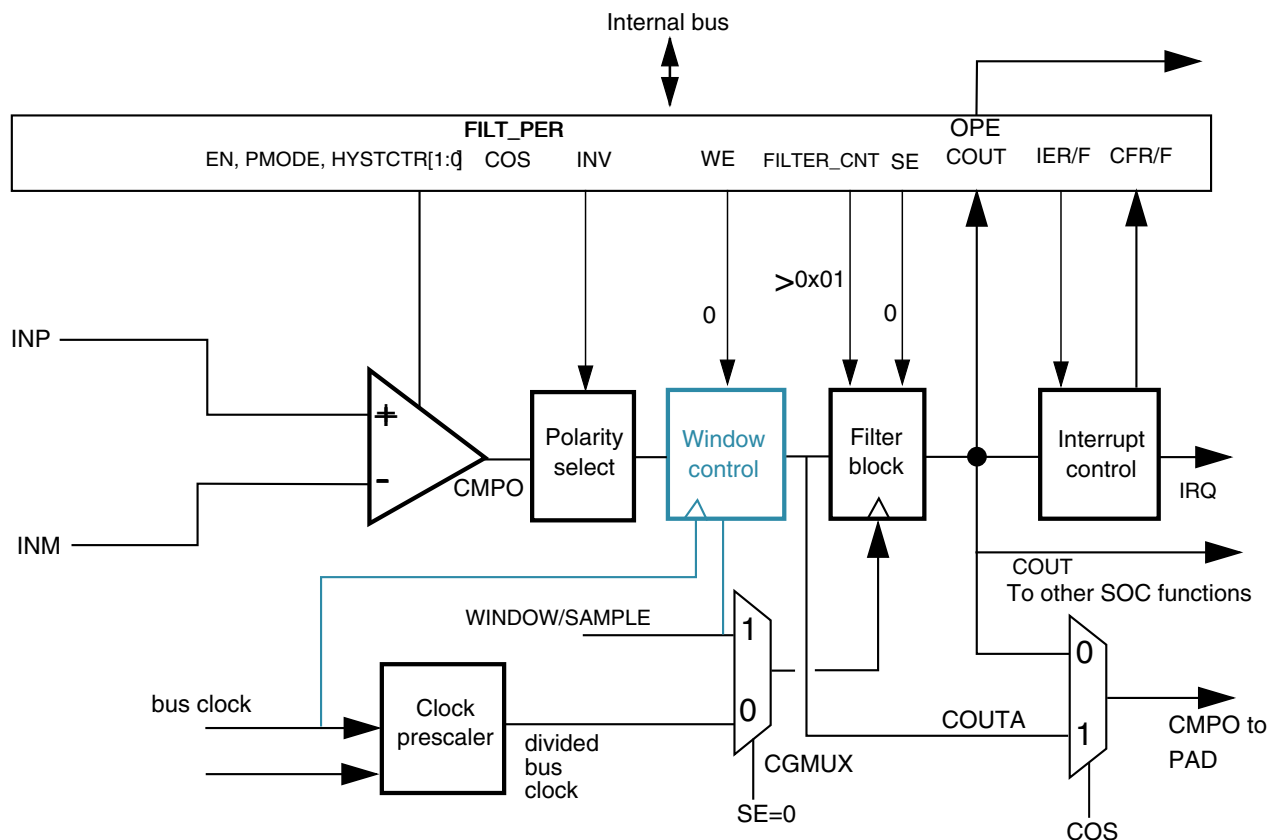 Internal bus
FILT_PER
OPE
EN, PMODE, HYSTCTR[1:0]
COS
INV
WE
FILTER_CNT
SE
COUT
IER/F
CFR/F
>0x01
0
0
INP
+
-
INM
CMPO
Polarity
select
Window
control
Filter
block
Interrupt
control
IRQ
COUT
To other SOC functions
WINDOW/SAMPLE
1
0
bus clock
Clock
prescaler
divided
bus
clock
CGMUX
SE=0
COUTA
0
1
CMPO to
PAD
COS